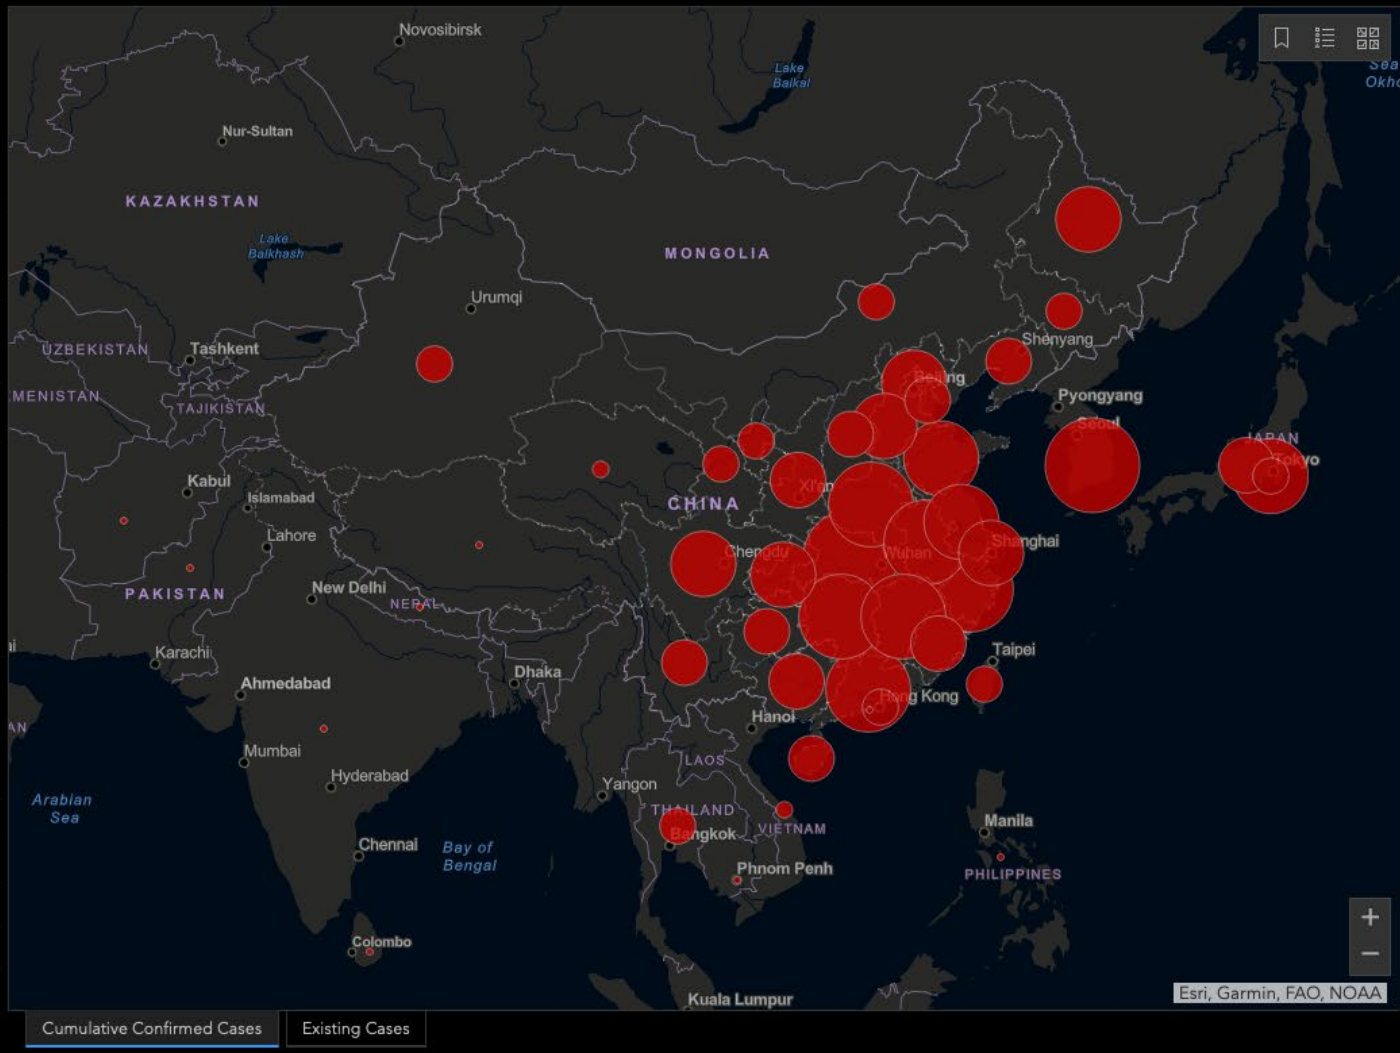 Novosibirsk
Lake
Baikal
Sea
Okho
Nur-Sultan
KAZAKHSTAN
Lake
Balkhash
MONGOLIA
Urumqi
UZBEKISTAN
Tashkent
Shenyang
Beijing
MENISTAN
TAJIKISTAN
Pyongyang
Seoul
JAPAN
Tokyo
Kabul
Islamabad
Xi'an
CHINA
Lahore
Chengdu
Wuhan
Shanghai
New Delhi
PAKISTAN
NEPAL
Karachi
Taipei
Ahmedabad
Dhaka
Hong Kong
Hanoi
AN
Mumbai
LAOS
Hyderabad
Yangon
Arabian
Sea
THAILAND
Bangkok
VIETNAM
Manila
Chennai
Bay of
Bengal
Phnom Penh
PHILIPPINES
Colombo
+
−
Kuala Lumpur
Esri, Garmin, FAO, NOAA
Cumulative Confirmed Cases
Existing Cases